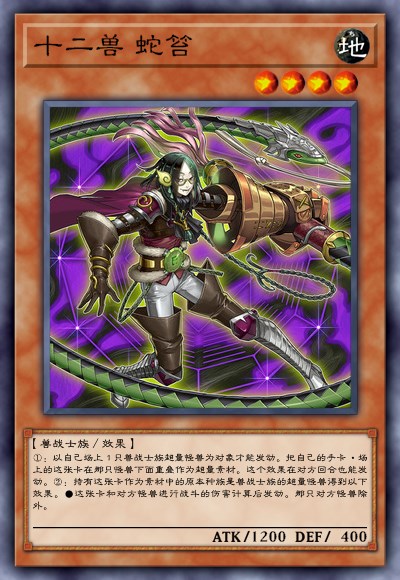 十二兽 蛇笞
地
【兽战士族／效果】
①：以自己场上1只兽战士族超量怪兽为对象才能发动。把自己的手卡·场
上的这张卡在那只怪兽下面重叠作为超量素材。这个效果在对方回合也能发
动。②：持有这张卡作为素材中的原本种族是兽战士族的超量怪兽得到以下
效果。●这张卡和对方怪兽进行战斗的伤害计算后发动。那只对方怪兽除
外。
ATK/1200 DEF/ 400